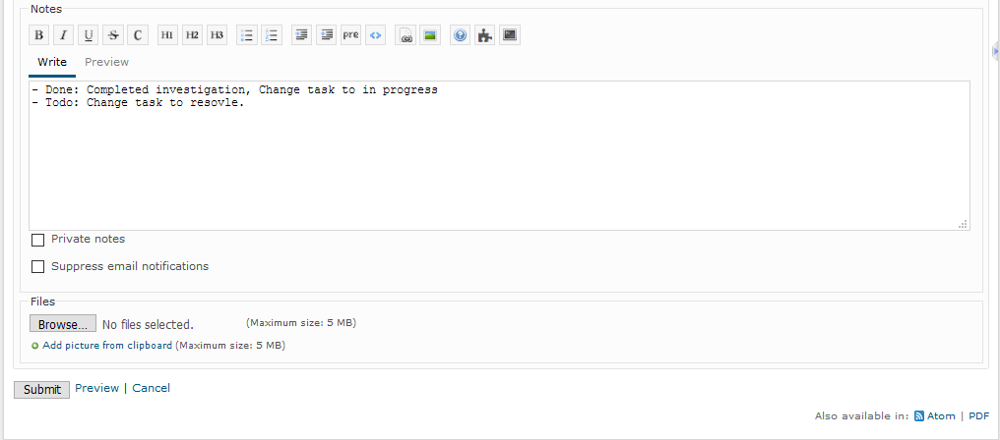 Notes
B I U S C H1 H2 H3 pre <>
Write Preview
- Done: Completed investigation, Change task to in progress
- Todo: Change task to resovle.
Private notes
Suppress email notifications
Files
Browse... No files selected. (Maximum size: 5 MB)
Add picture from clipboard (Maximum size: 5 MB)
Submit Preview | Cancel
Also available in: Atom | PDF